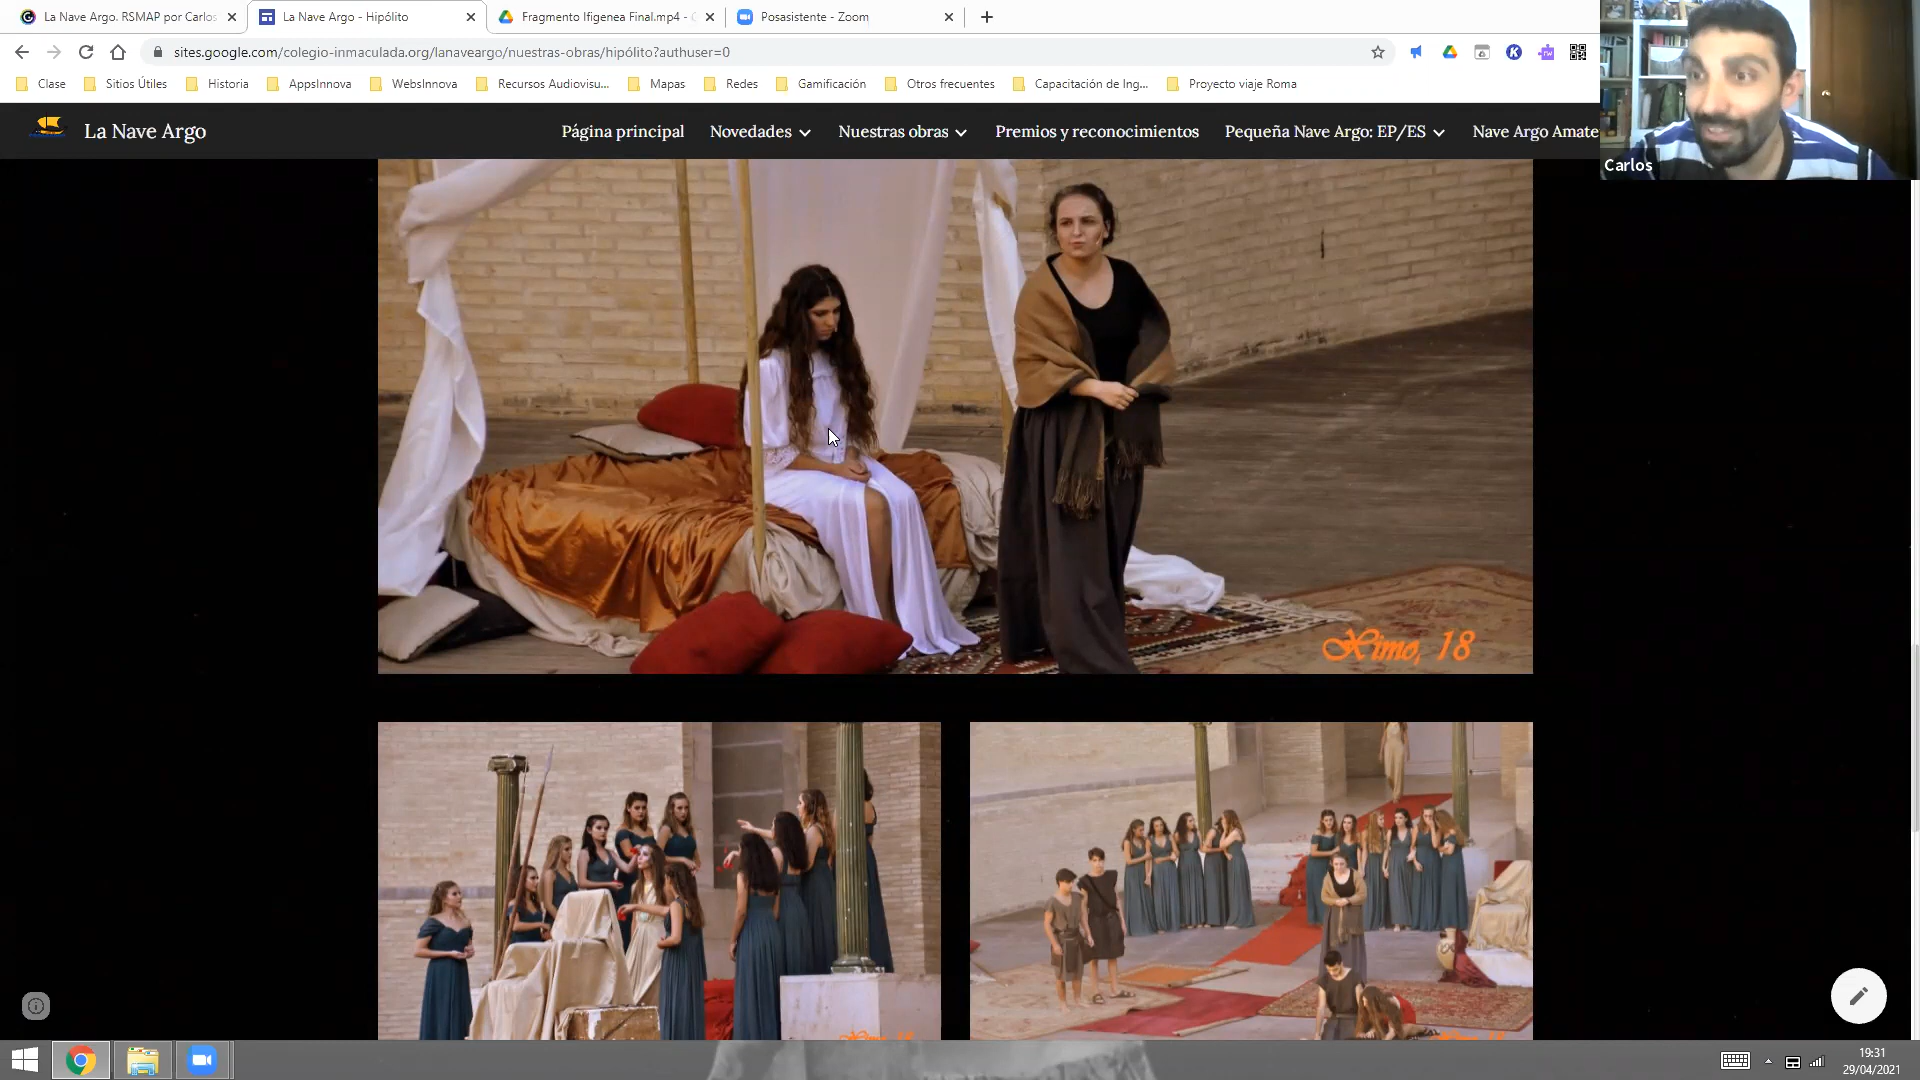 La Nave Argo. RSMAP por Carlos
La Nave Argo - Hipólito
Fragmento Ifigenea Final.mp4 -
Posasistente - Zoom
sites.google.com/colegio-inmaculada.org/lanaveargo/nuestras-obras/hipólito?authuser=0
Clase
Sitios Útiles
Historia
AppsInnova
WebsInnova
Recursos Audiovisu...
Mapas
Redes
Gamificación
Otros frecuentes
Capacitación de Ing...
Proyecto viaje Roma
La Nave Argo
Página principal
Novedades
Nuestras obras
Premios y reconocimientos
Pequeña Nave Argo: EP/ES
Nave Argo Amate
Carlos
Ximo, 18
19:31
29/04/2021